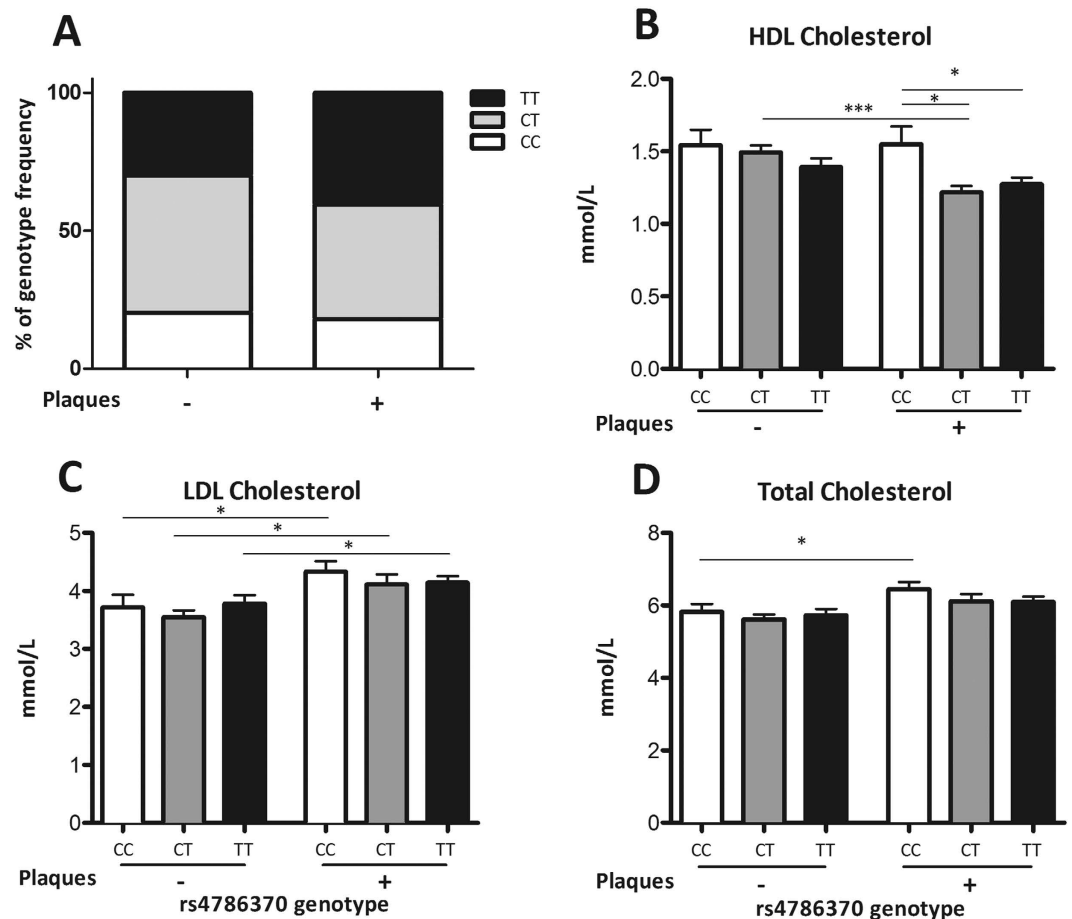 A
% of genotype frequency
100
50
0
TT
CT
CC
Plaques - +
B
HDL Cholesterol
mmol/L
2.0
1.5
1.0
0.5
0.0
***
*
*
CC CT TT CC CT TT
Plaques - +
C
LDL Cholesterol
mmol/L
5
4
3
2
1
0
*
*
*
CC CT TT CC CT TT
Plaques - +
rs4786370 genotype
D
Total Cholesterol
mmol/L
8
6
4
2
0
*
CC CT TT CC CT TT
Plaques - +
rs4786370 genotype